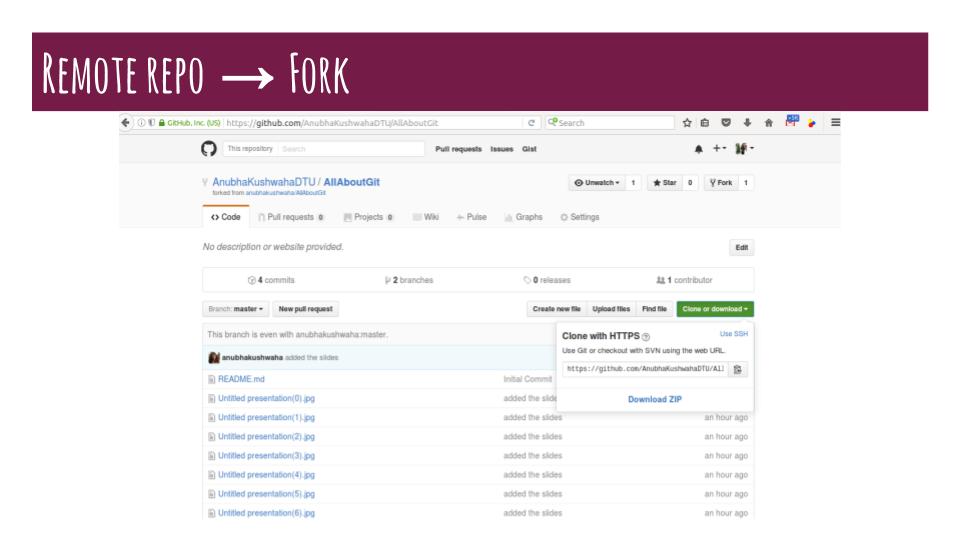 REMOTE REPO → FORK
GitHub, Inc. (US) https://github.com/AnubhaKushwahaDTU/AllAboutGit Search
This repository Search Pull requests Issues Gist
AnubhaKushwahaDTU / AllAboutGit Unwatch 1 Star 0 Fork 1
forked from anubhakushwaha/AllAboutGit
Code Pull requests 0 Projects 0 Wiki Pulse Graphs Settings
No description or website provided. Edit
4 commits 2 branches 0 releases 1 contributor
Branch: master New pull request Create new file Upload files Find file Clone or download
This branch is even with anubhakushwaha:master.
Clone with HTTPS Use SSH
Use Git or checkout with SVN using the web URL.
https://github.com/AnubhaKushwahaDTU/All
Download ZIP
anubhakushwaha added the slides
README.md Initial Commit
Untitled presentation(0).jpg added the slide
Untitled presentation(1).jpg added the slides an hour ago
Untitled presentation(2).jpg added the slides an hour ago
Untitled presentation(3).jpg added the slides an hour ago
Untitled presentation(4).jpg added the slides an hour ago
Untitled presentation(5).jpg added the slides an hour ago
Untitled presentation(6).jpg added the slides an hour ago